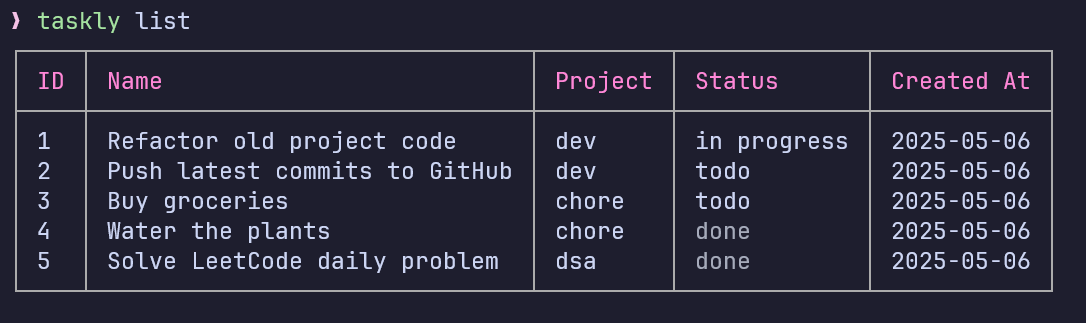 ❱ taskly list
ID Name Project Status Created At
1 Refactor old project code dev in progress 2025-05-06
2 Push latest commits to GitHub dev todo 2025-05-06
3 Buy groceries chore todo 2025-05-06
4 Water the plants chore done 2025-05-06
5 Solve LeetCode daily problem dsa done 2025-05-06